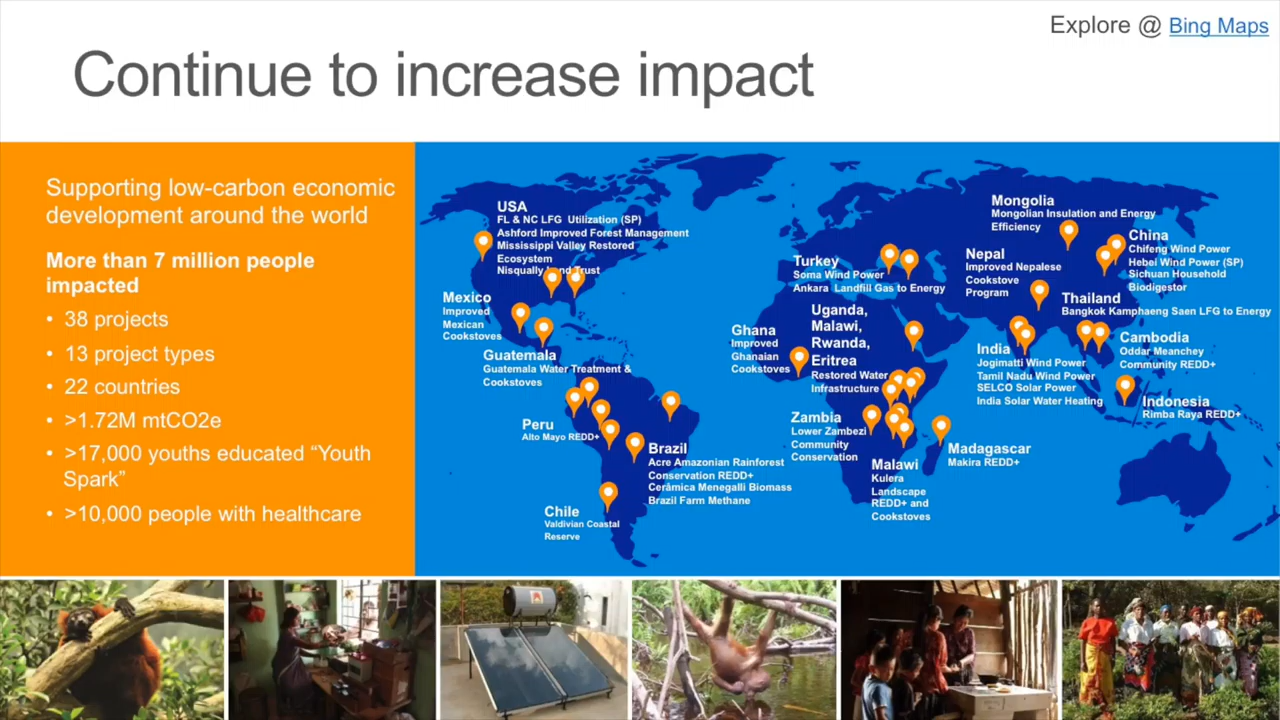 Explore @ Bing Maps
Continue to increase impact
Supporting low-carbon economic
development around the world
More than 7 million people
impacted
• 38 projects
• 13 project types
• 22 countries
• >1.72M mtCO2e
• >17,000 youths educated “Youth
Spark”
• >10,000 people with healthcare
USA
FL & NC LFG Utilization (SP)
Ashford Improved Forest Management
Mississippi Valley Restored
Ecosystem
Nisqually Land Trust
Mexico
Improved
Mexican
Cookstoves
Guatemala
Guatemala Water Treatment &
Cookstoves
Peru
Alto Mayo REDD+
Brazil
Acre Amazonian Rainforest
Conservation REDD+
Cerâmica Menegalli Biomass
Brazil Farm Methane
Chile
Valdivian Coastal
Reserve
Ghana
Improved
Ghanaian
Cookstoves
Turkey
Soma Wind Power
Ankara Landfill Gas to Energy
Uganda,
Malawi,
Rwanda,
Eritrea
Restored Water
Infrastructure
Zambia
Lower Zambezi
Community
Conservation
Malawi
Kulera
Landscape
REDD+ and
Cookstoves
Madagascar
Makira REDD+
Mongolia
Mongolian Insulation and Energy
Efficiency
China
Chifeng Wind Power
Hebei Wind Power (SP)
Sichuan Household
Biodigestor
Nepal
Improved Nepalese
Cookstove
Program
Thailand
Bangkok Kamphaeng Saen LFG to Energy
India
Jogimatti Wind Power
Tamil Nadu Wind Power
SELCO Solar Power
India Solar Water Heating
Cambodia
Oddar Meanchey
Community REDD+
Indonesia
Rimba Raya REDD+